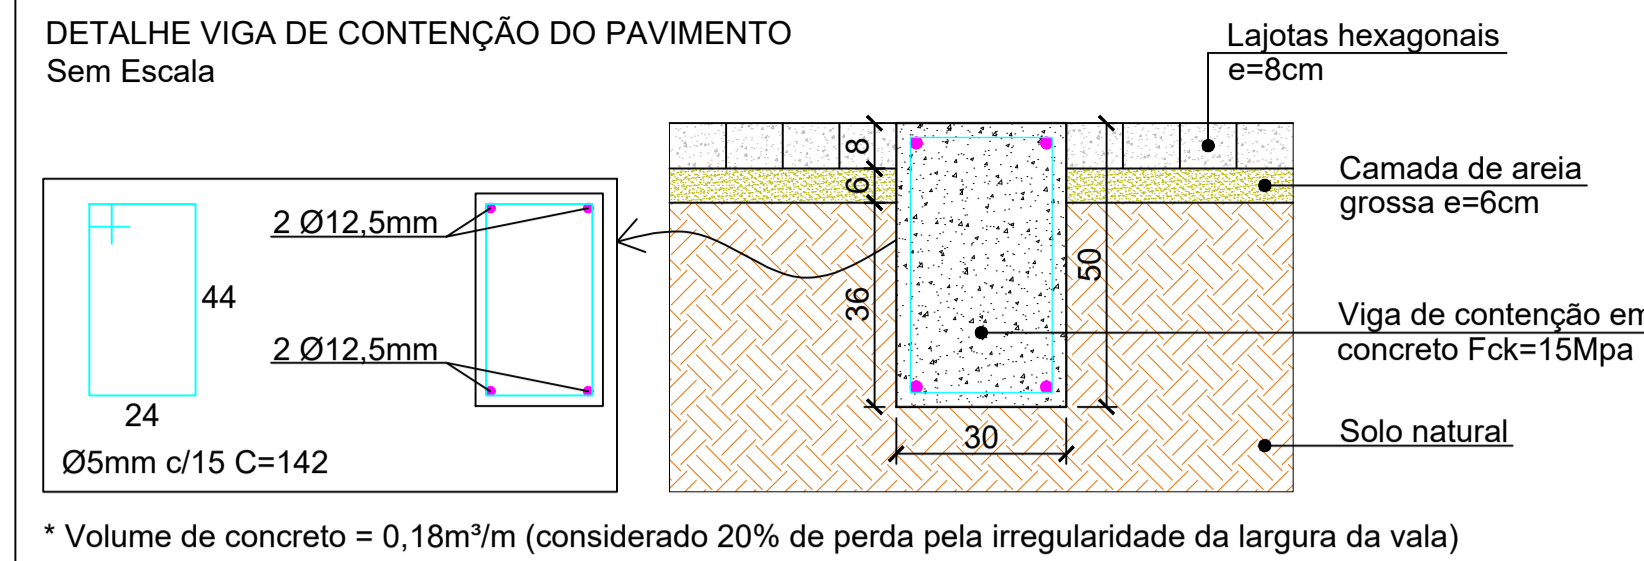 DETALHE VIGA DE CONTENÇÃO DO PAVIMENTO
Sem Escala
Lajotas hexagonais
e=8cm
Camada de areia
grossa e=6cm
Viga de contenção em
concreto Fck=15Mpa
Solo natural
8
6
36
50
30
2 Ø12,5mm
2 Ø12,5mm
44
24
Ø5mm c/15 C=142
* Volume de concreto = 0,18m³/m (considerado 20% de perda pela irregularidade da largura da vala)